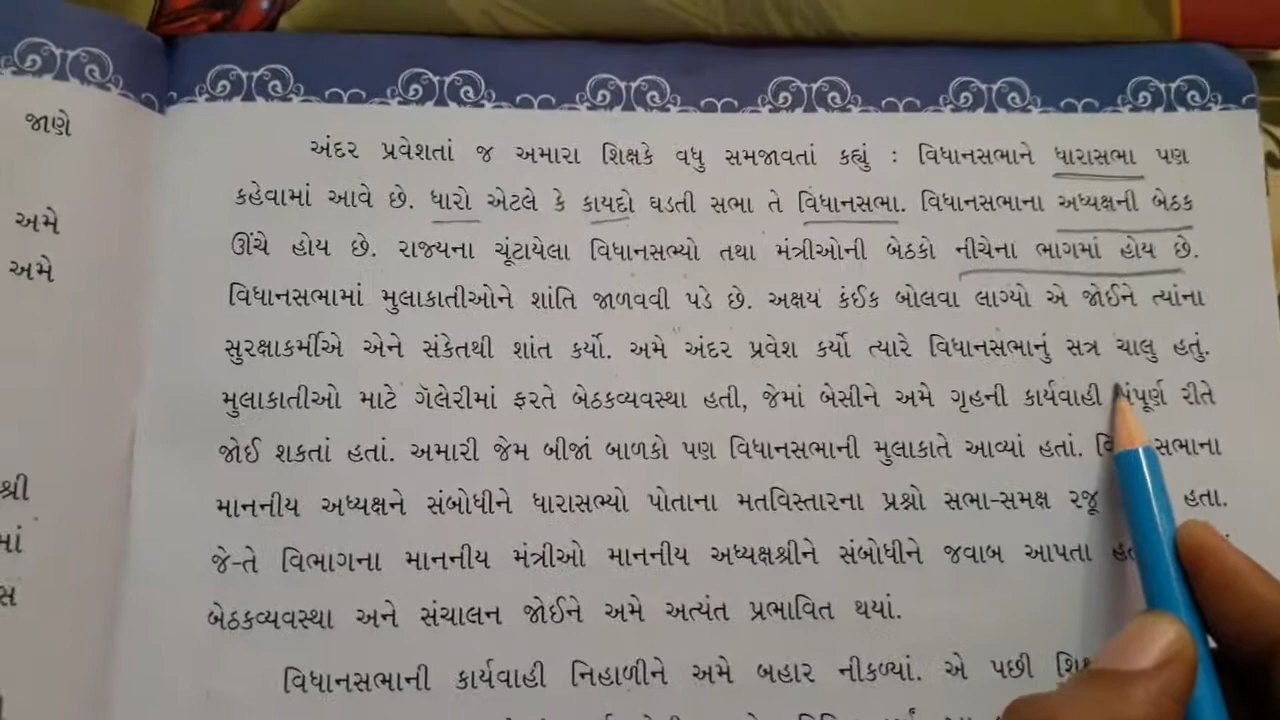 જાણે
અમે
અમે
શ્રી
અંદર પ્રવેશતાં જ અમારા શિક્ષકે વધુ સમજાવતાં કહ્યું : વિધાનસભાને ધારાસભા પણ
કહેવામાં આવે છે. ધારો એટલે કે કાયદો ઘડતી સભા તે વિધાનસભા. વિધાનસભાના અધ્યક્ષની બેઠક
ઊંચે હોય છે. રાજ્યના ચૂંટાયેલા વિધાનસભ્યો તથા મંત્રીઓની બેઠકો નીચેના ભાગમાં હોય છે.
વિધાનસભામાં મુલાકાતીઓને શાંતિ જાળવવી પડે છે. અક્ષય કંઈક બોલવા લાગ્યો એ જોઈને ત્યાંના
સુરક્ષાકર્મીએ એને સંકેતથી શાંત કર્યો. અમે અંદર પ્રવેશ કર્યો ત્યારે વિધાનસભાનું સત્ર ચાલુ હતું.
મુલાકાતીઓ માટે ગૅલેરીમાં ફરતે બેઠકવ્યવસ્થા હતી, જેમાં બેસીને અમે ગૃહની કાર્યવાહી સંપૂર્ણ રીતે
જોઈ શકતાં હતાં. અમારી જેમ બીજાં બાળકો પણ વિધાનસભાની મુલાકાતે આવ્યાં હતાં.
માનનીય અધ્યક્ષને સંબોધીને ધારાસભ્યો પોતાના મતવિસ્તારના પ્રશ્નો સભા-સમક્ષ રજૂ હતા.
જે-તે વિભાગના માનનીય મંત્રીઓ માનનીય અધ્યક્ષશ્રીને સંબોધીને જવાબ આપતા
બેઠકવ્યવસ્થા અને સંચાલન જોઈને અમે અત્યંત પ્રભાવિત થયાં.
વિધાનસભાની કાર્યવાહી નિહાળીને અમે બહાર નીકળ્યાં. એ પછી